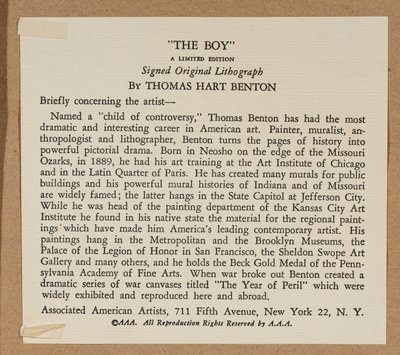 "THE BOY"
A LIMITED EDITION
Signed Original Lithograph
By THOMAS HART BENTON
Briefly concerning the artist—
Named a "child of controversy," Thomas Benton has had the most
dramatic and interesting career in American art. Painter, muralist, an-
thropologist and lithographer, Benton turns the pages of history into
powerful pictorial drama. Born in Neosho on the edge of the Missouri
Ozarks, in 1889, he had his art training at the Art Institute of Chicago
and in the Latin Quarter of Paris. He has created many murals for public
buildings and his powerful mural histories of Indiana and of Missouri
are widely famed; the latter hangs in the State Capitol at Jefferson City.
While he was head of the painting department of the Kansas City Art
Institute he found in his native state the material for the regional paint-
ings which have made him America's leading contemporary artist. His
paintings hang in the Metropolitan and the Brooklyn Museums, the
Palace of the Legion of Honor in San Francisco, the Sheldon Swope Art
Gallery and many others, and he holds the Beck Gold Medal of the Penn-
sylvania Academy of Fine Arts. When war broke out Benton created a
dramatic series of war canvases titled "The Year of Peril" which were
widely exhibited and reproduced here and abroad.
Associated American Artists, 711 Fifth Avenue, New York 22, N. Y.
©AAA. All Reproduction Rights Reserved by A.A.A.